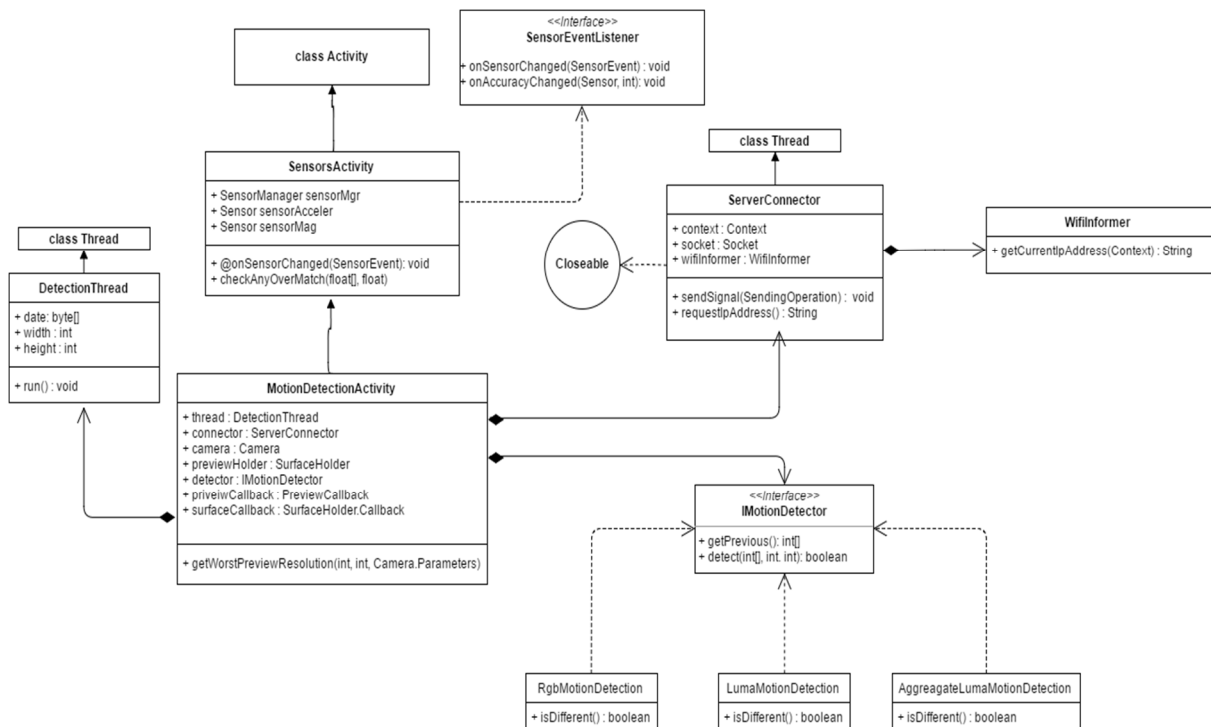 <<Interface>>
SensorEventListener
+ onSensorChanged(SensorEvent) : void
+ onAccuracyChanged(Sensor, int): void
class Activity
class Thread
SensorsActivity
+ SensorManager sensorMgr
+ Sensor sensorAcceler
+ Sensor sensorMag
+ @onSensorChanged(SensorEvent): void
+ checkAnyOverMatch(float[], float)
ServerConnector
+ context : Context
+ socket : Socket
+ wifiInformer : WifiInformer
+ sendSignal(SendingOperation) : void
+ requestIpAddress() : String
WifiInformer
+ getCurrentIpAddress(Context) : String
Closeable
class Thread
DetectionThread
+ date: byte[]
+ width : int
+ height : int
+ run() : void
MotionDetectionActivity
+ thread : DetectionThread
+ connector : ServerConnector
+ camera : Camera
+ previewHolder : SurfaceHolder
+ detector : IMotionDetector
+ priveiwCallback : PreviewCallback
+ surfaceCallback : SurfaceHolder.Callback
+ getWorstPreviewResolution(int, int, Camera.Parameters)
<<Interface>>
IMotionDetector
+ getPrevious(): int[]
+ detect(int[], int. int): boolean
RgbMotionDetection
+ isDifferent() : boolean
LumaMotionDetection
+ isDifferent() : boolean
AggreagateLumaMotionDetection
+ isDifferent() : boolean